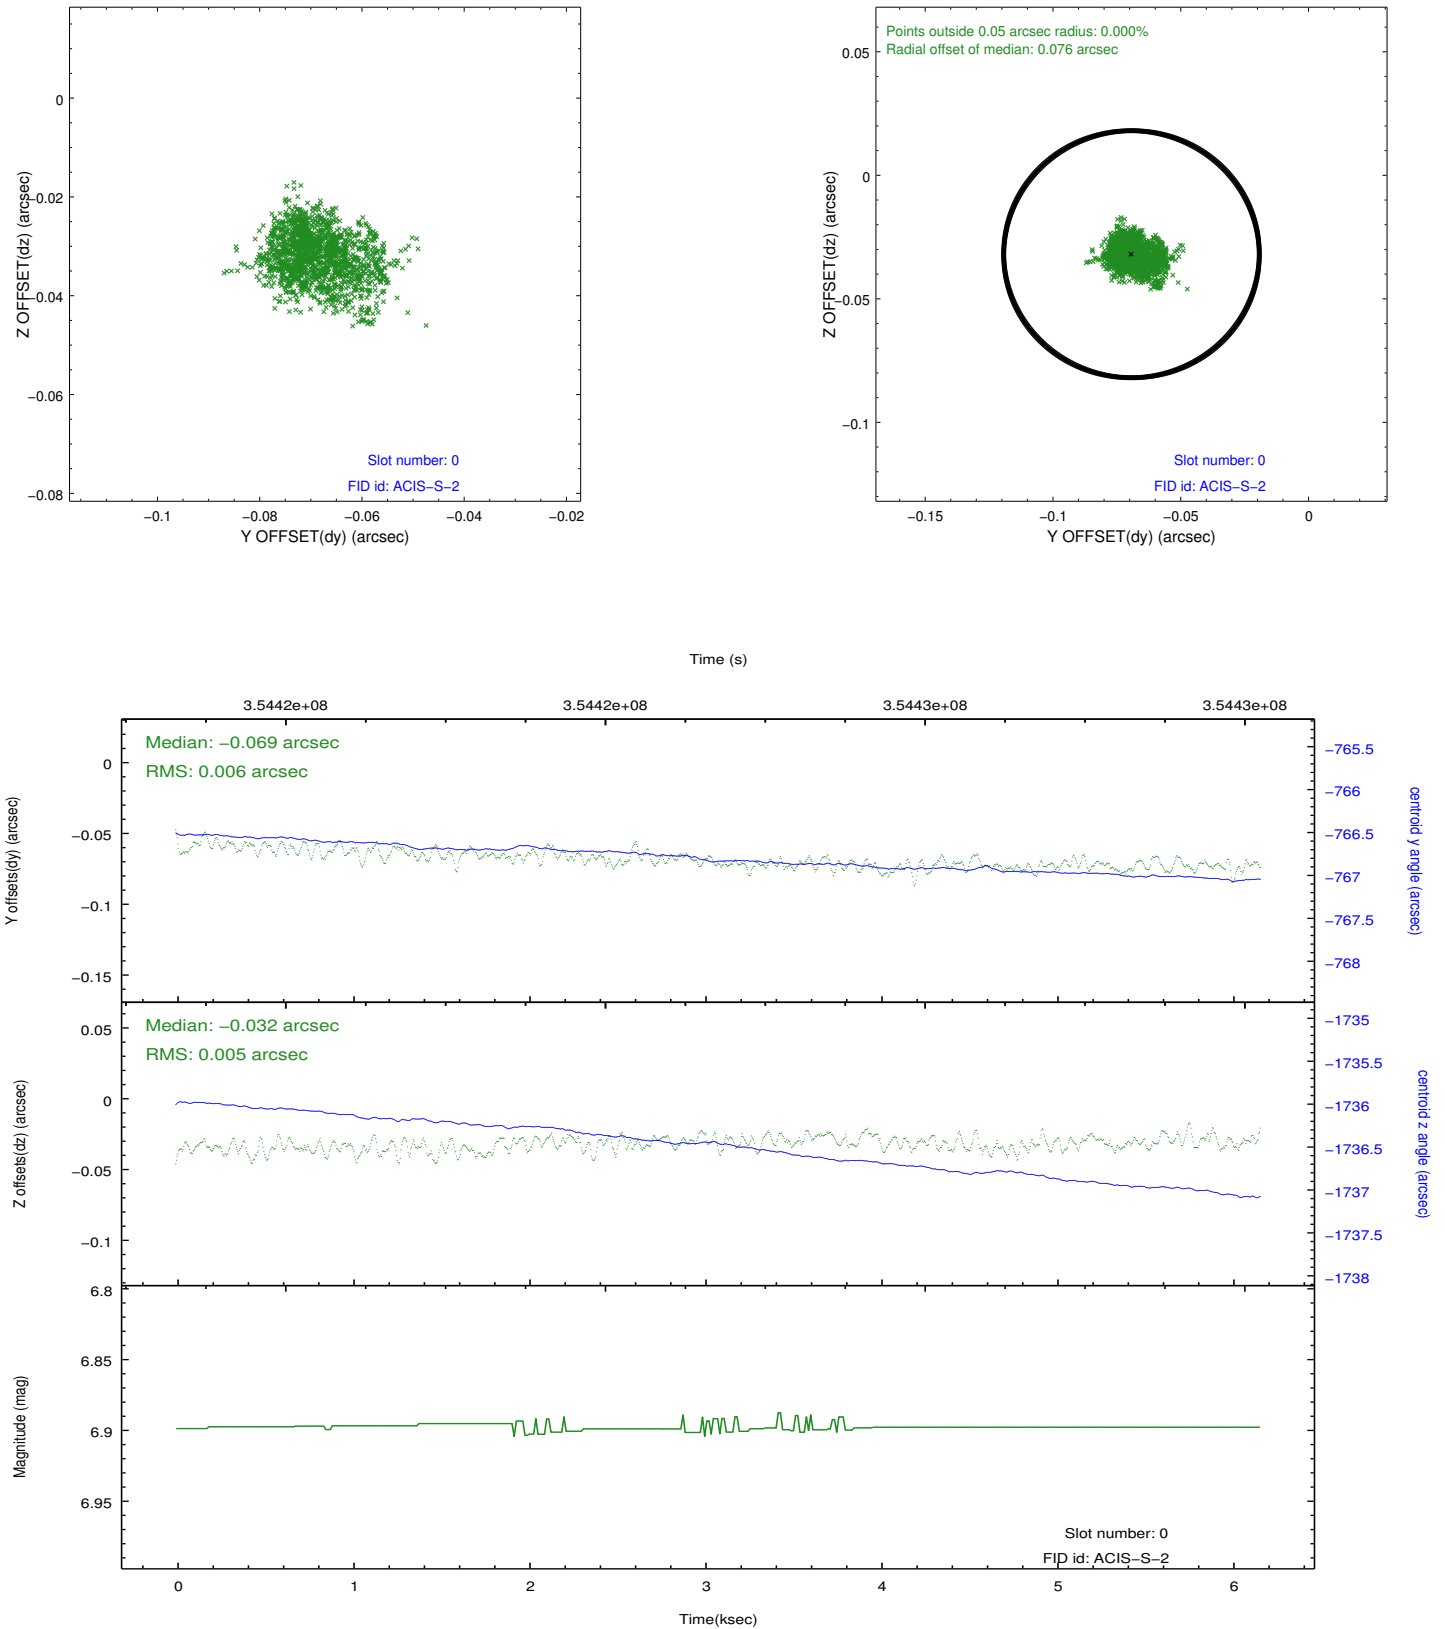 0
−0.02
−0.04
−0.06
−0.08
Z OFFSET(dz) (arcsec)
Slot number: 0
FID id: ACIS−S−2
−0.1
−0.08
−0.06
−0.04
−0.02
Y OFFSET(dy) (arcsec)
Points outside 0.05 arcsec radius: 0.000%
Radial offset of median: 0.076 arcsec
0.05
0
−0.05
−0.1
Z OFFSET(dz) (arcsec)
Slot number: 0
FID id: ACIS−S−2
−0.15
−0.1
−0.05
0
Y OFFSET(dy) (arcsec)
Time (s)
3.5442e+08
3.5442e+08
3.5443e+08
3.5443e+08
Median: −0.069 arcsec
RMS: 0.006 arcsec
0
−0.05
−0.1
−0.15
Y offsets(dy) (arcsec)
−765.5
−766
−766.5
−767
−767.5
−768
centroid y angle (arcsec)
Median: −0.032 arcsec
RMS: 0.005 arcsec
0.05
0
−0.05
−0.1
Z offsets(dz) (arcsec)
−1735
−1735.5
−1736
−1736.5
−1737
−1737.5
−1738
centroid z angle (arcsec)
6.8
6.85
6.9
6.95
Magnitude (mag)
Slot number: 0
FID id: ACIS−S−2
0
1
2
3
4
5
6
Time(ksec)